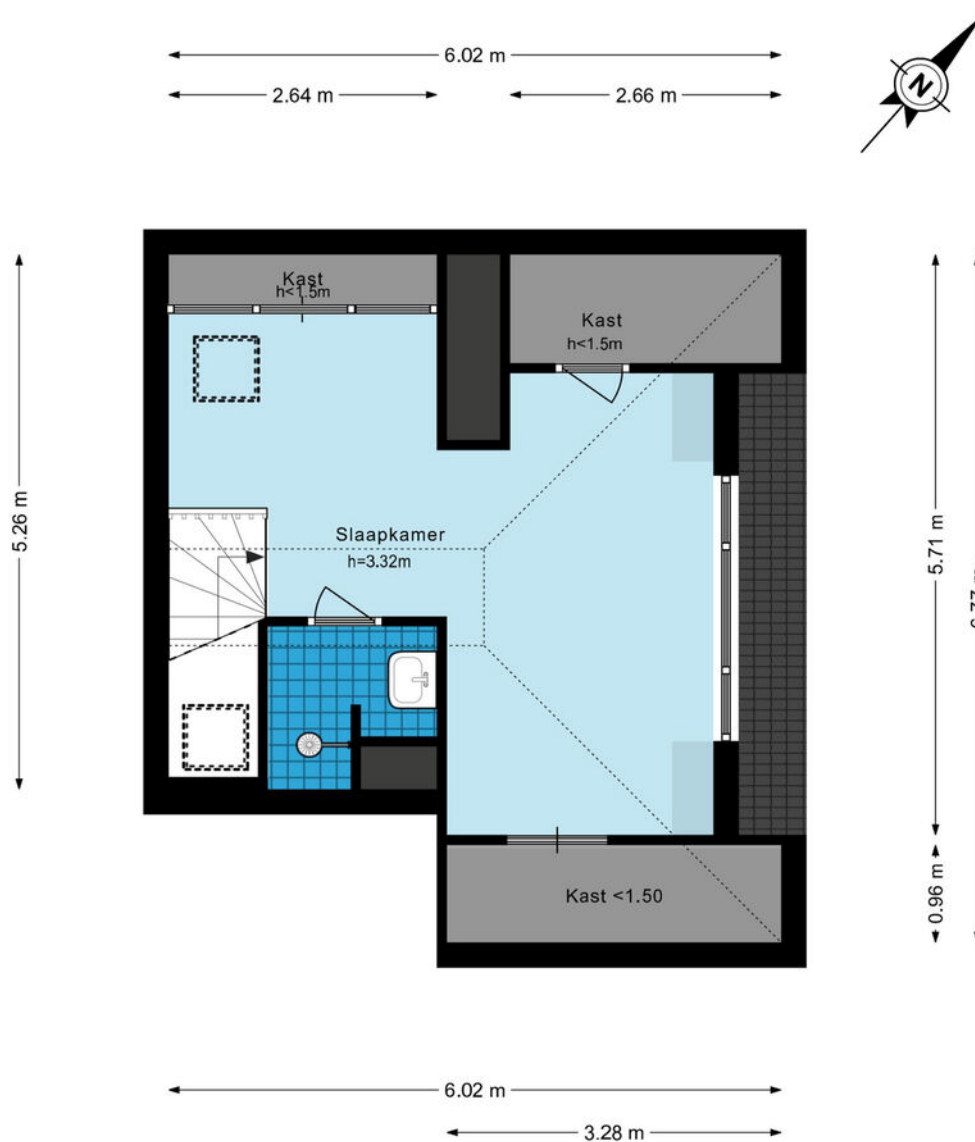 6.02 m
2.64 m
2.66 m
N
Kast
h<1.5m
Kast
h<1.5m
5.26 m
5.71 m
Slaapkamer
h=3.32m
0.96 m
Kast <1.50
6.02 m
3.28 m